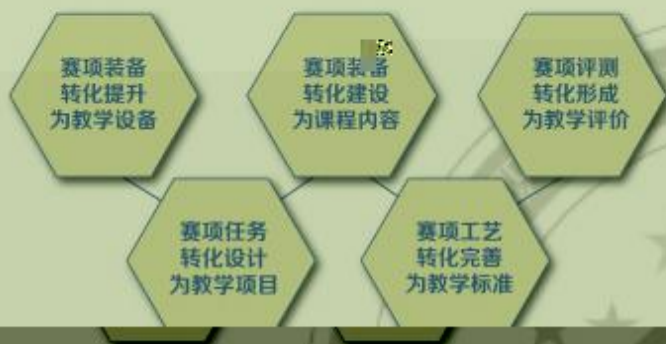 赛项装备
转化提升
为教学设备
赛项装备
转化建设
为课程内容
赛项评测
转化形成
为教学评价
赛项任务
转化设计
为教学项目
赛项工艺
转化完善
为教学标准